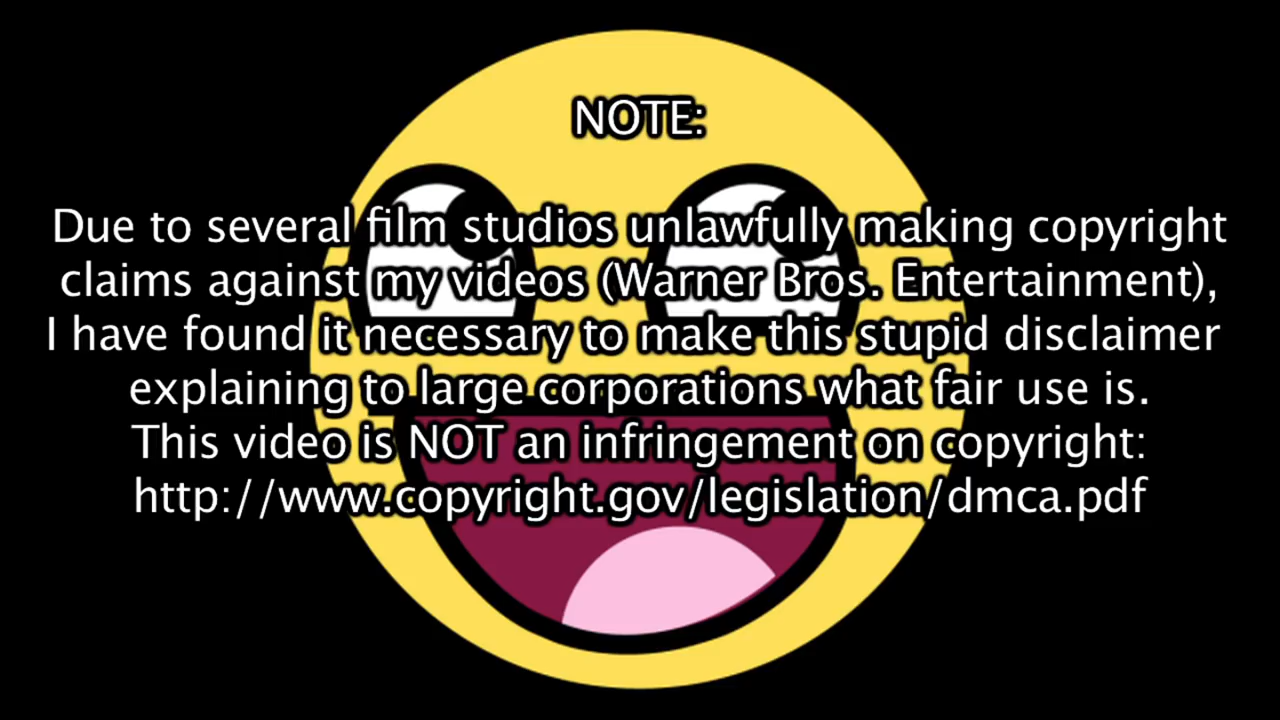 NOTE:
Due to several film studios unlawfully making copyright
claims against my videos (Warner Bros. Entertainment),
I have found it necessary to make this stupid disclaimer
explaining to large corporations what fair use is.
This video is NOT an infringement on copyright:
http://www.copyright.gov/legislation/dmca.pdf